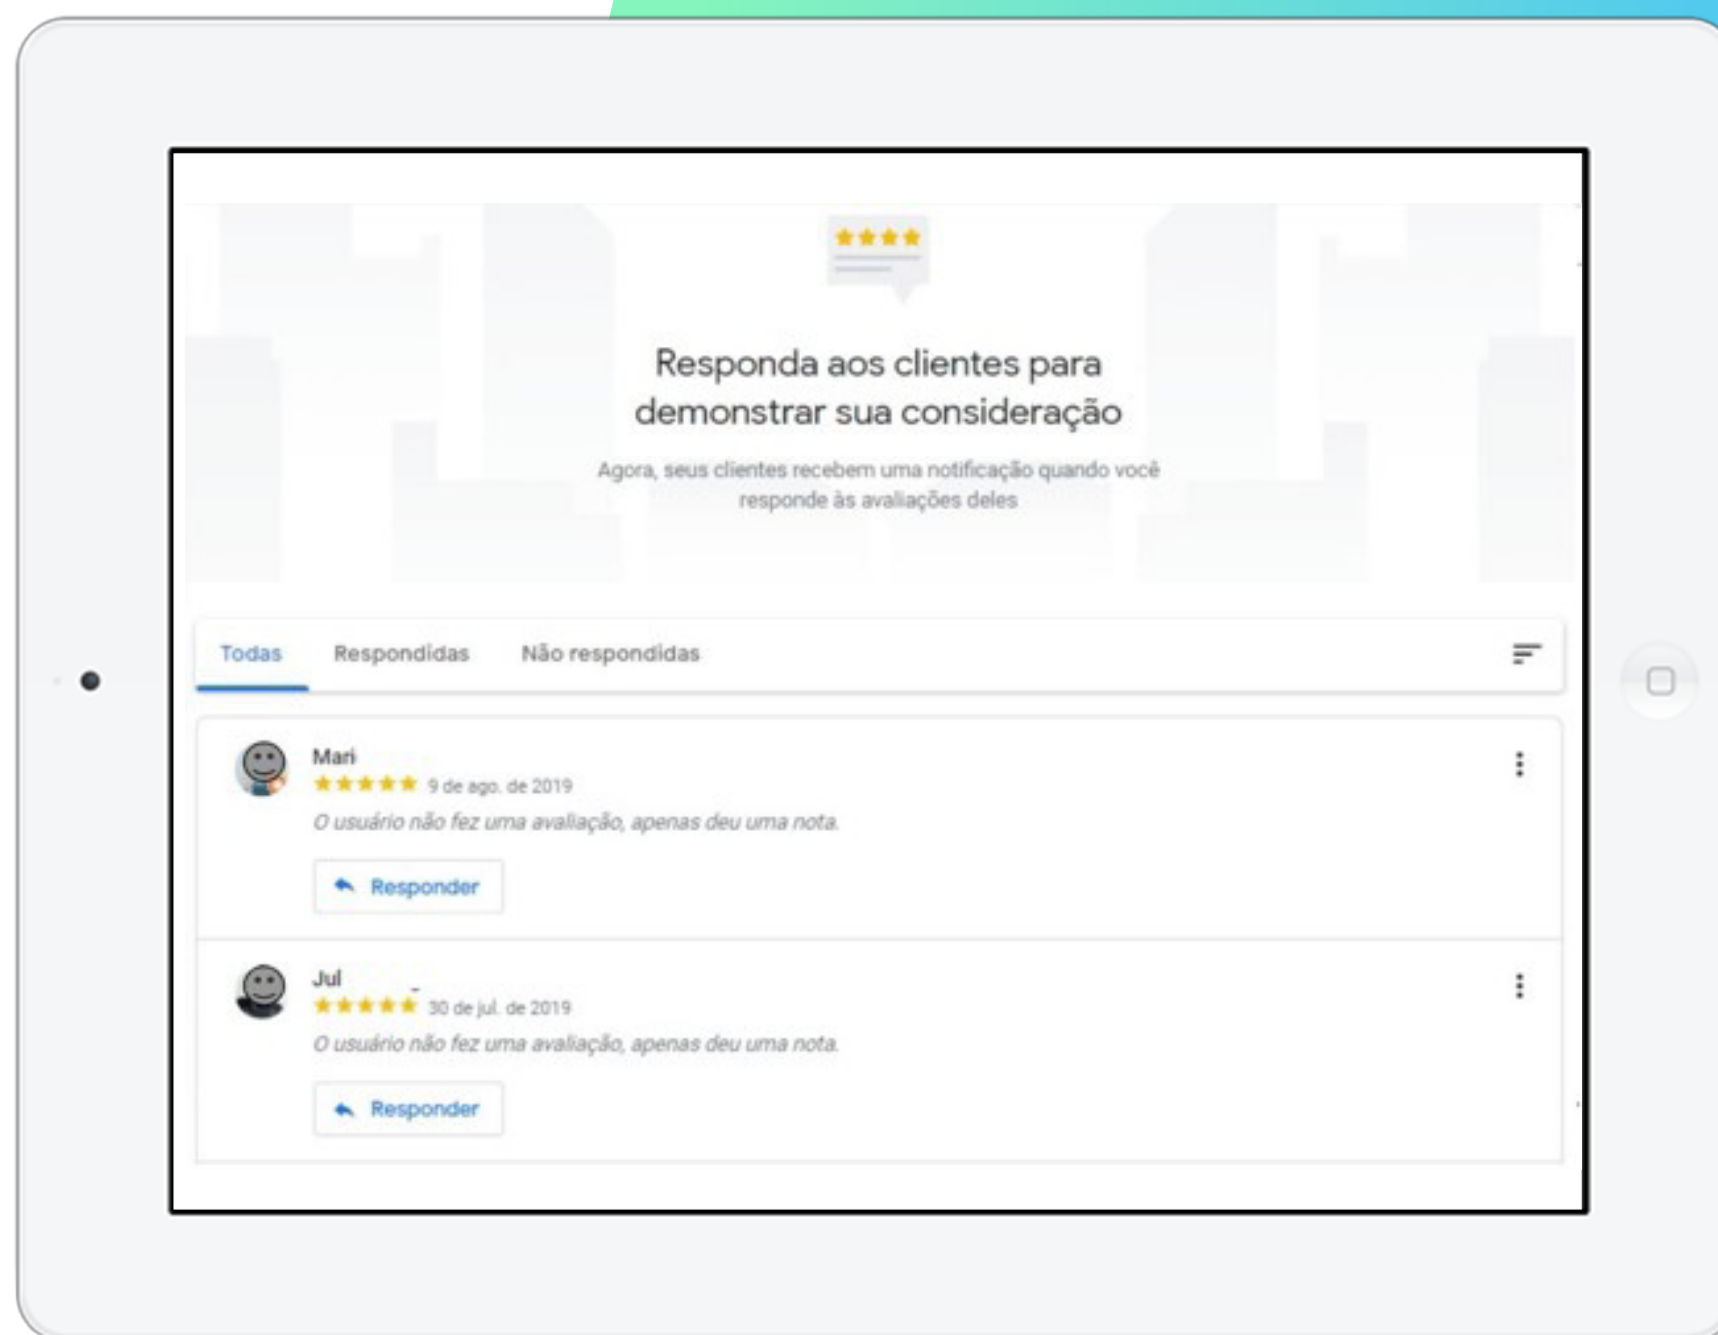 Responda aos clientes para
demonstrar sua consideração
Agora, seus clientes recebem uma notificação quando você
responde às avaliações deles
Todas Respondidas Não respondidas
Mari
9 de ago. de 2019
O usuário não fez uma avaliação, apenas deu uma nota.
Responder
Jul
30 de jul. de 2019
O usuário não fez uma avaliação, apenas deu uma nota.
Responder